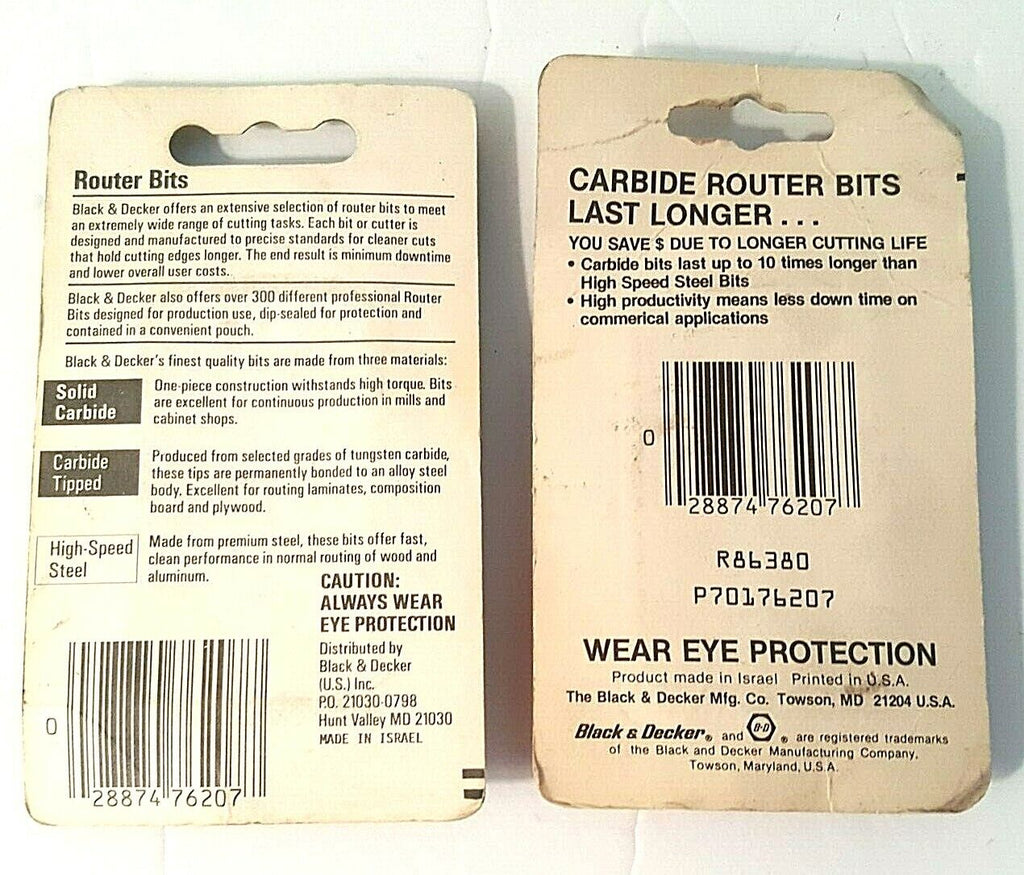 Router Bits
Black & Decker offers an extensive selection of router bits to meet
an extremely wide range of cutting tasks. Each bit or cutter is
designed and manufactured to precise standards for cleaner cuts
that hold cutting edges longer. The end result is minimum downtime
and lower overall user costs.
Black & Decker also offers over 300 different professional Router
Bits designed for production use, dip-sealed for protection and
contained in a convenient pouch.
Black & Decker's finest quality bits are made from three materials:
Solid
Carbide
One-piece construction withstands high torque. Bits
are excellent for continuous production in mills and
cabinet shops.
Carbide
Tipped
Produced from selected grades of tungsten carbide,
these tips are permanently bonded to an alloy steel
body. Excellent for routing laminates, composition
board and plywood.
High-Speed
Steel
Made from premium steel, these bits offer fast,
clean performance in normal routing of wood and
aluminum.
CAUTION:
ALWAYS WEAR
EYE PROTECTION
Distributed by
Black & Decker
(U.S.) Inc.
P.O. 21030-0798
Hunt Valley MD 21030
MADE IN ISRAEL
0
28874 76207
CARBIDE ROUTER BITS
LAST LONGER . . .
YOU SAVE $ DUE TO LONGER CUTTING LIFE
• Carbide bits last up to 10 times longer than
High Speed Steel Bits
• High productivity means less down time on
commerical applications
0
28874 76207
R86380
P70176207
WEAR EYE PROTECTION
Product made in Israel Printed in U.S.A.
The Black & Decker Mfg. Co. Towson, MD 21204 U.S.A.
Black & Decker® and B·D ® are registered trademarks
of the Black and Decker Manufacturing Company,
Towson, Maryland, U.S.A.